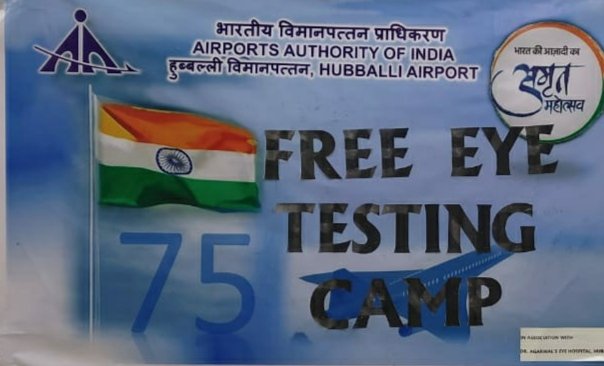 भारतीय विमानपत्तन प्राधिकरण
AIRPORTS AUTHORITY OF INDIA
हुब्बल्ली विमानपत्तन, HUBBALLI AIRPORT
भारत की आज़ादी का
अमृत
महोत्सव
FREE EYE
TESTING
75
CAMP
IN ASSOCIATION WITH
DR. AGARWAL'S EYE HOSPITAL, HUB